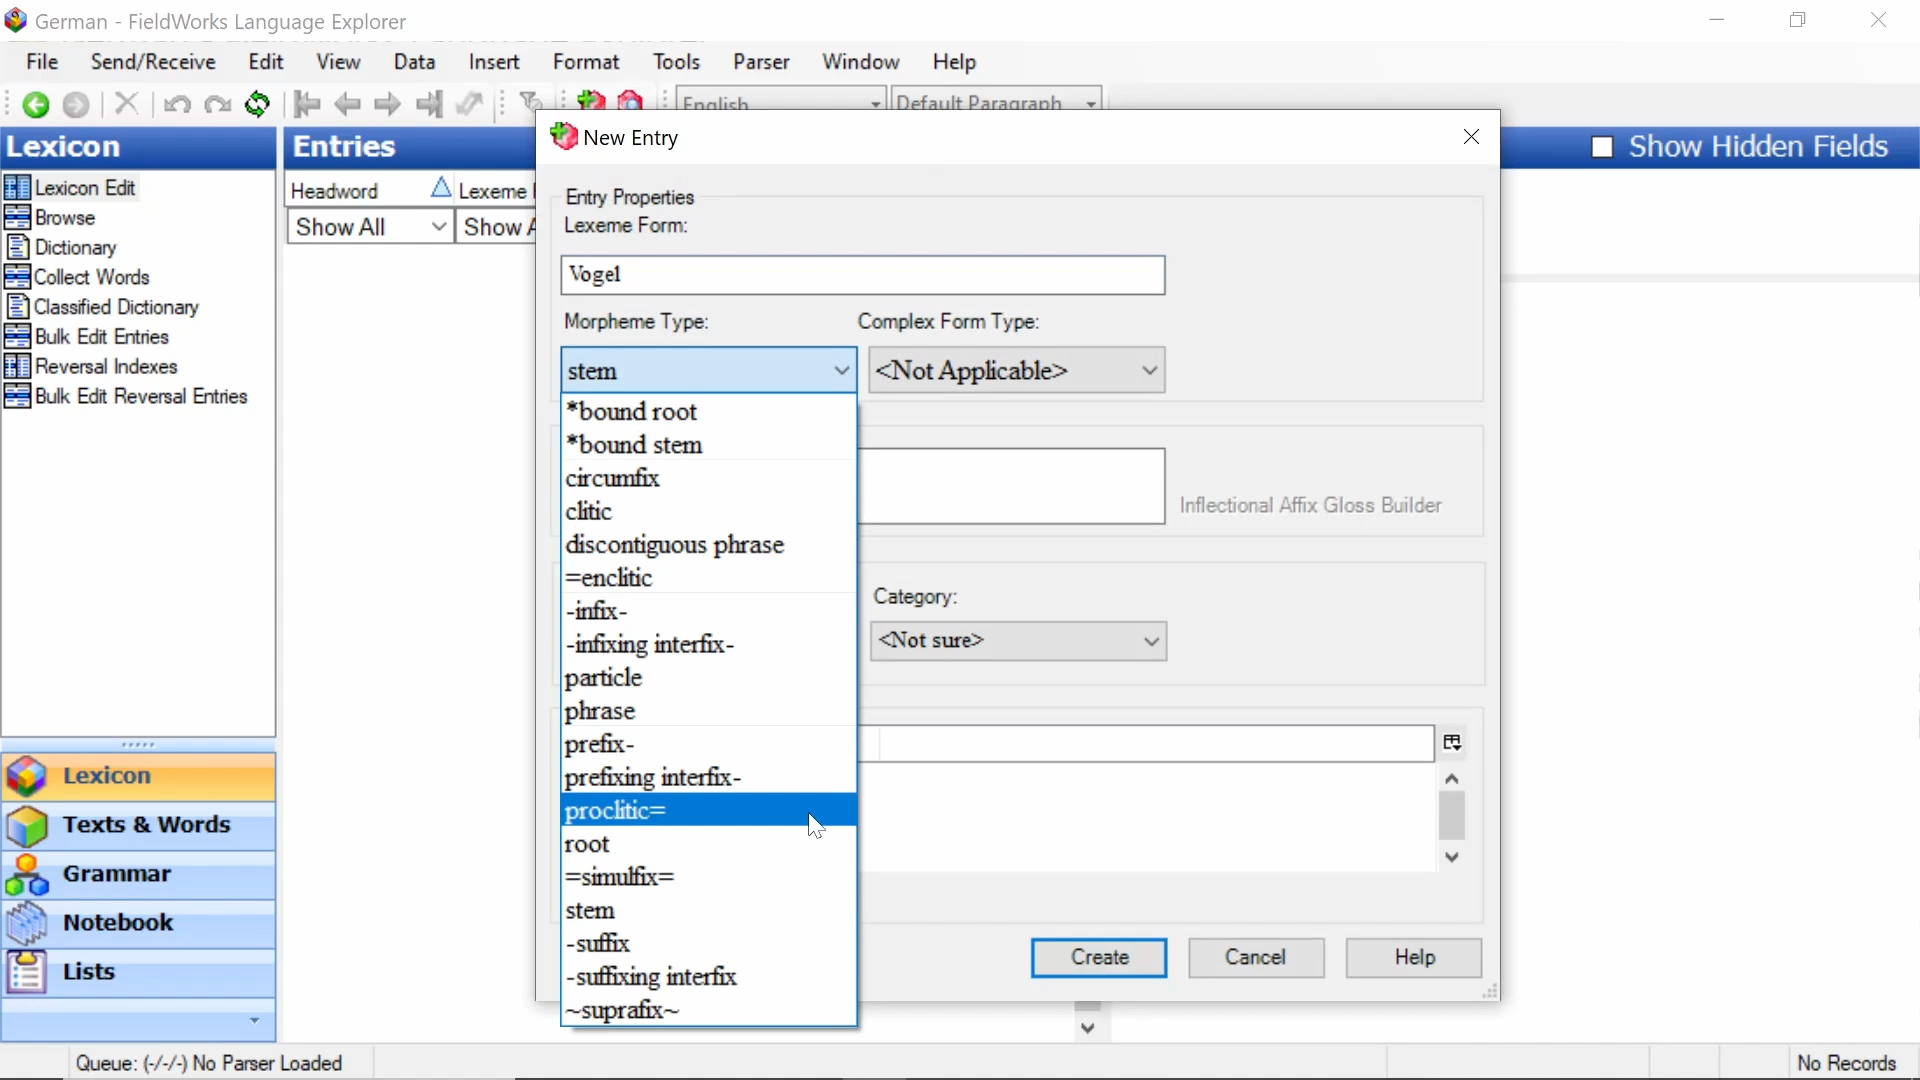 German - FieldWorks Language Explorer
File Send/Receive Edit View Data Insert Format Tools Parser Window Help
English Default Paragraph
Lexicon
Lexicon Edit
Browse
Dictionary
Collect Words
Classified Dictionary
Bulk Edit Entries
Reversal Indexes
Bulk Edit Reversal Entries
Lexicon
Texts & Words
Grammar
Notebook
Lists
Entries
Headword Lexeme
Show All Show
Show Hidden Fields
New Entry
Entry Properties
Lexeme Form:
Vogel
Morpheme Type: Complex Form Type:
stem <Not Applicable>
*bound root
*bound stem
circumfix
clitic
discontiguous phrase
=enclitic
-infix-
-infixing interfix-
particle
phrase
prefix-
prefixing interfix-
proclitic=
root
=simulfix=
stem
-suffix
-suffixing interfix
~suprafix~
Inflectional Affix Gloss Builder
Category:
<Not sure>
Create Cancel Help
Queue: (-/-/-) No Parser Loaded No Records